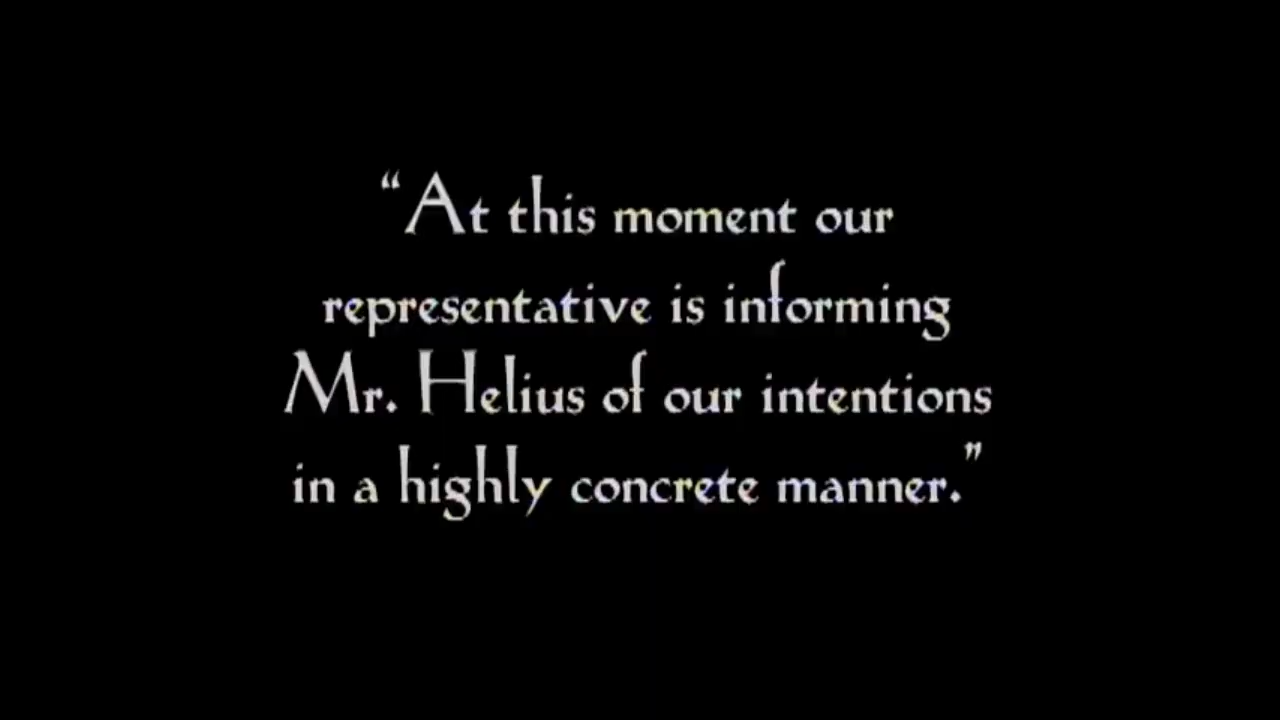 “At this moment our
representative is informing
Mr. Helius of our intentions
in a highly concrete manner.”